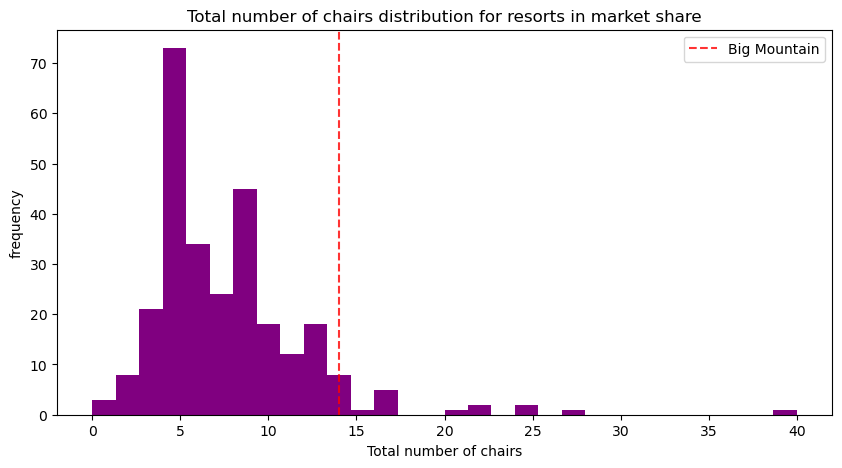 Total number of chairs distribution for resorts in market share
Big Mountain
70
60
50
40
30
20
10
0
frequency
0 5 10 15 20 25 30 35 40
Total number of chairs